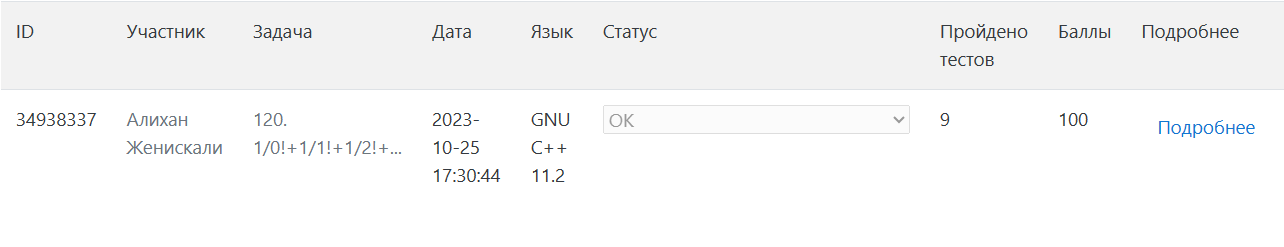 ID Участник Задача Дата Язык Статус Пройдено тестов Баллы Подробнее
34938337 Алихан Женискали 120. 1/0!+1/1!+1/2!+... 2023-10-25 17:30:44 GNU C++ 11.2 OK 9 100 Подробнее